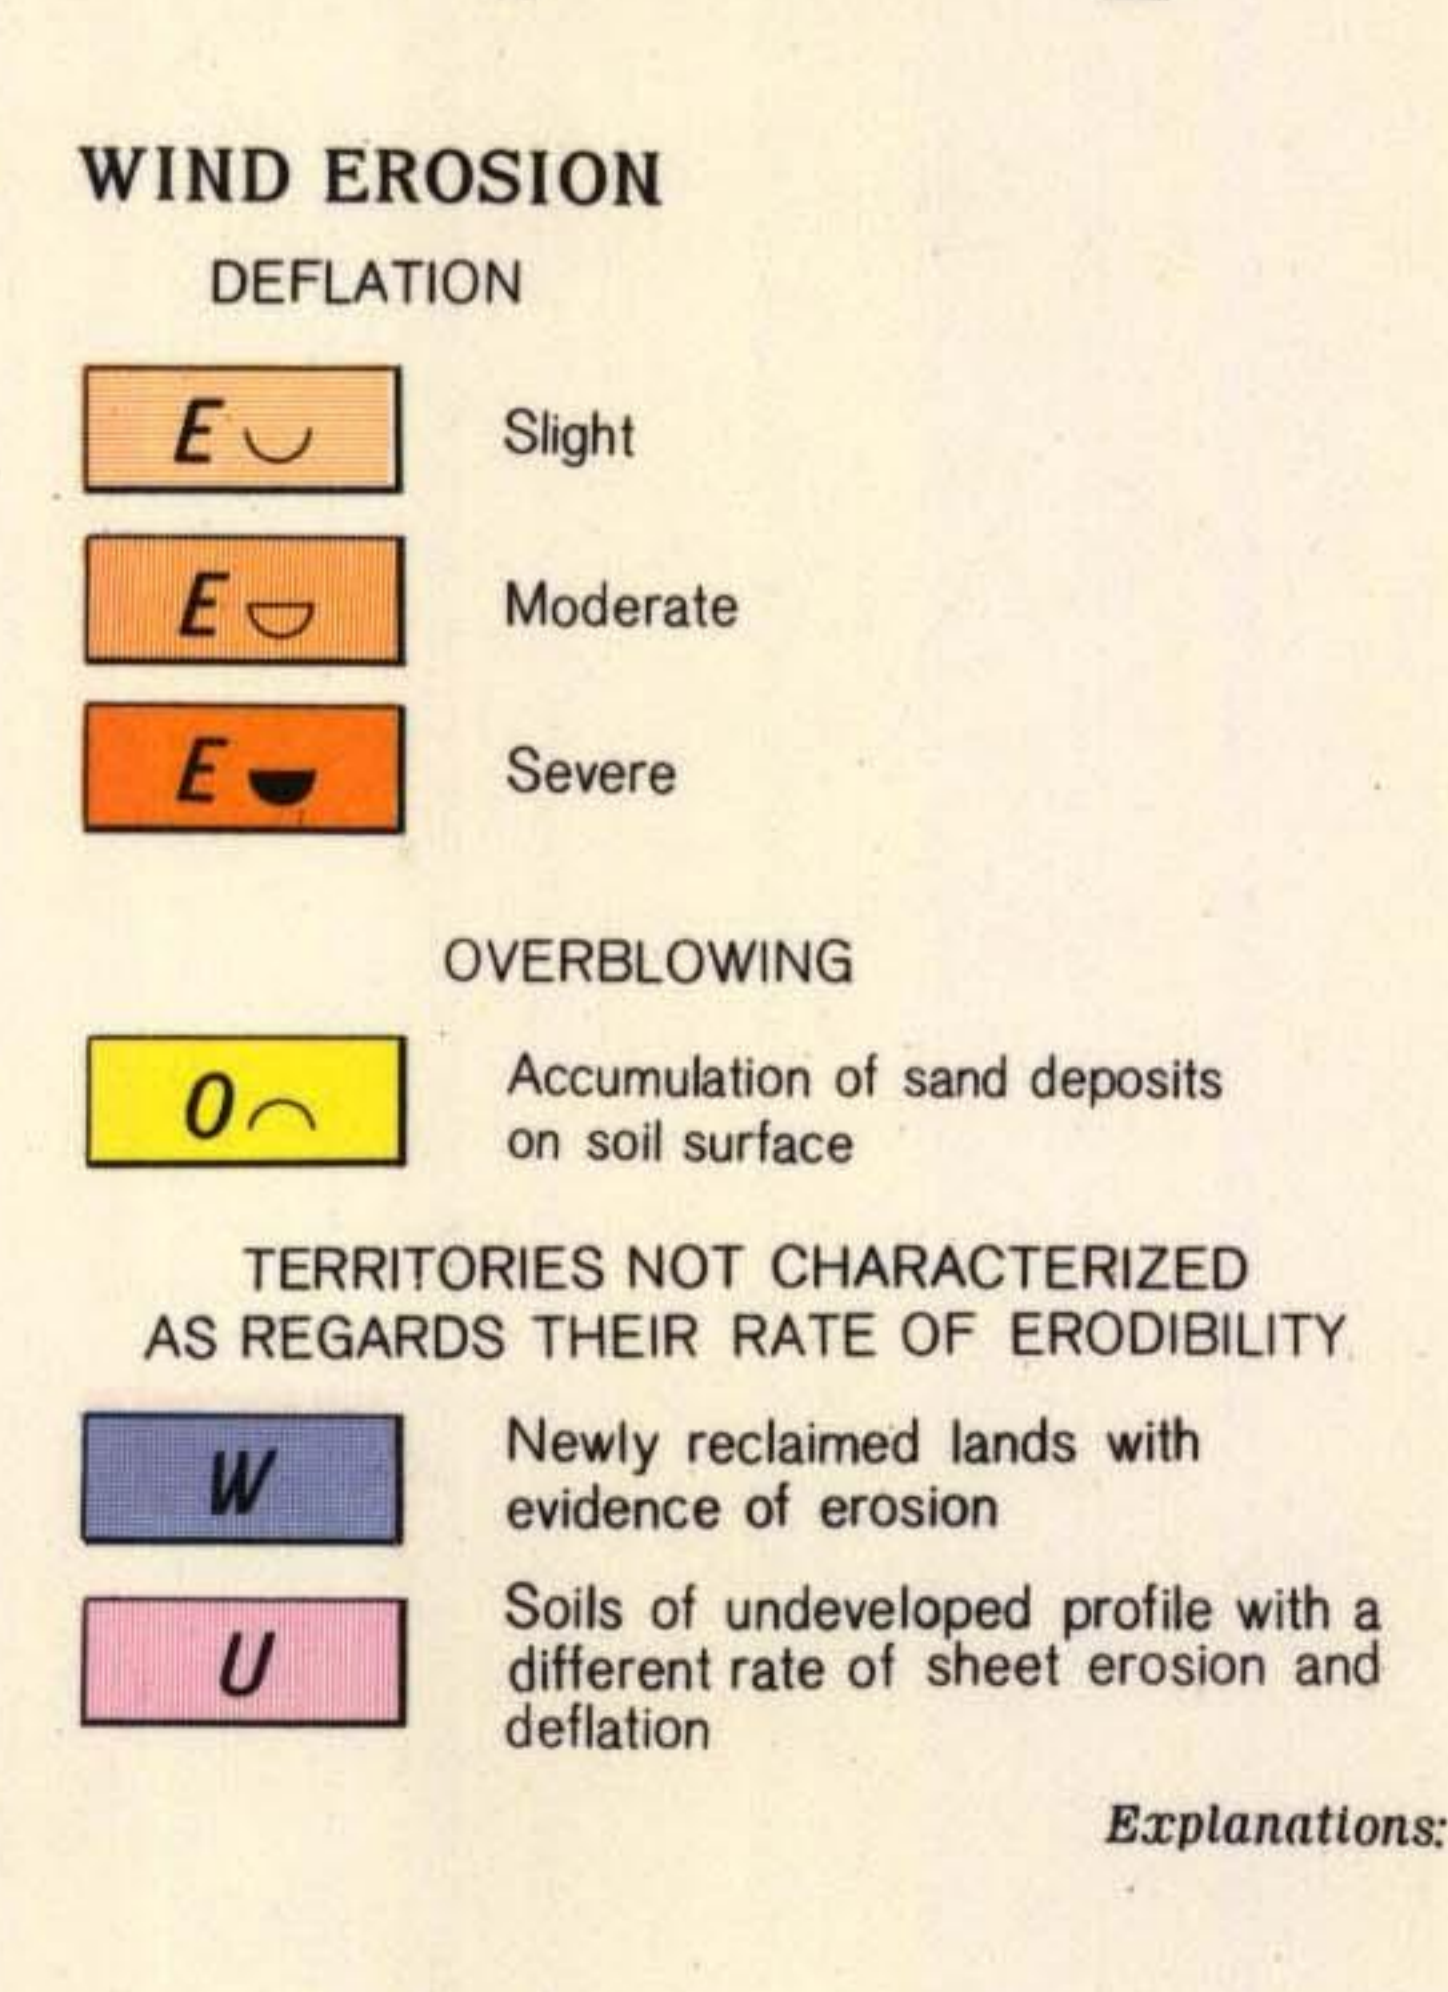 WIND EROSION
DEFLATION
E Slight
E Moderate
E Severe
OVERBLOWING
O Accumulation of sand deposits
on soil surface
TERRITORIES NOT CHARACTERIZED
AS REGARDS THEIR RATE OF ERODIBILITY
W Newly reclaimed lands with
evidence of erosion
U Soils of undeveloped profile with a
different rate of sheet erosion and
deflation
Explanations: